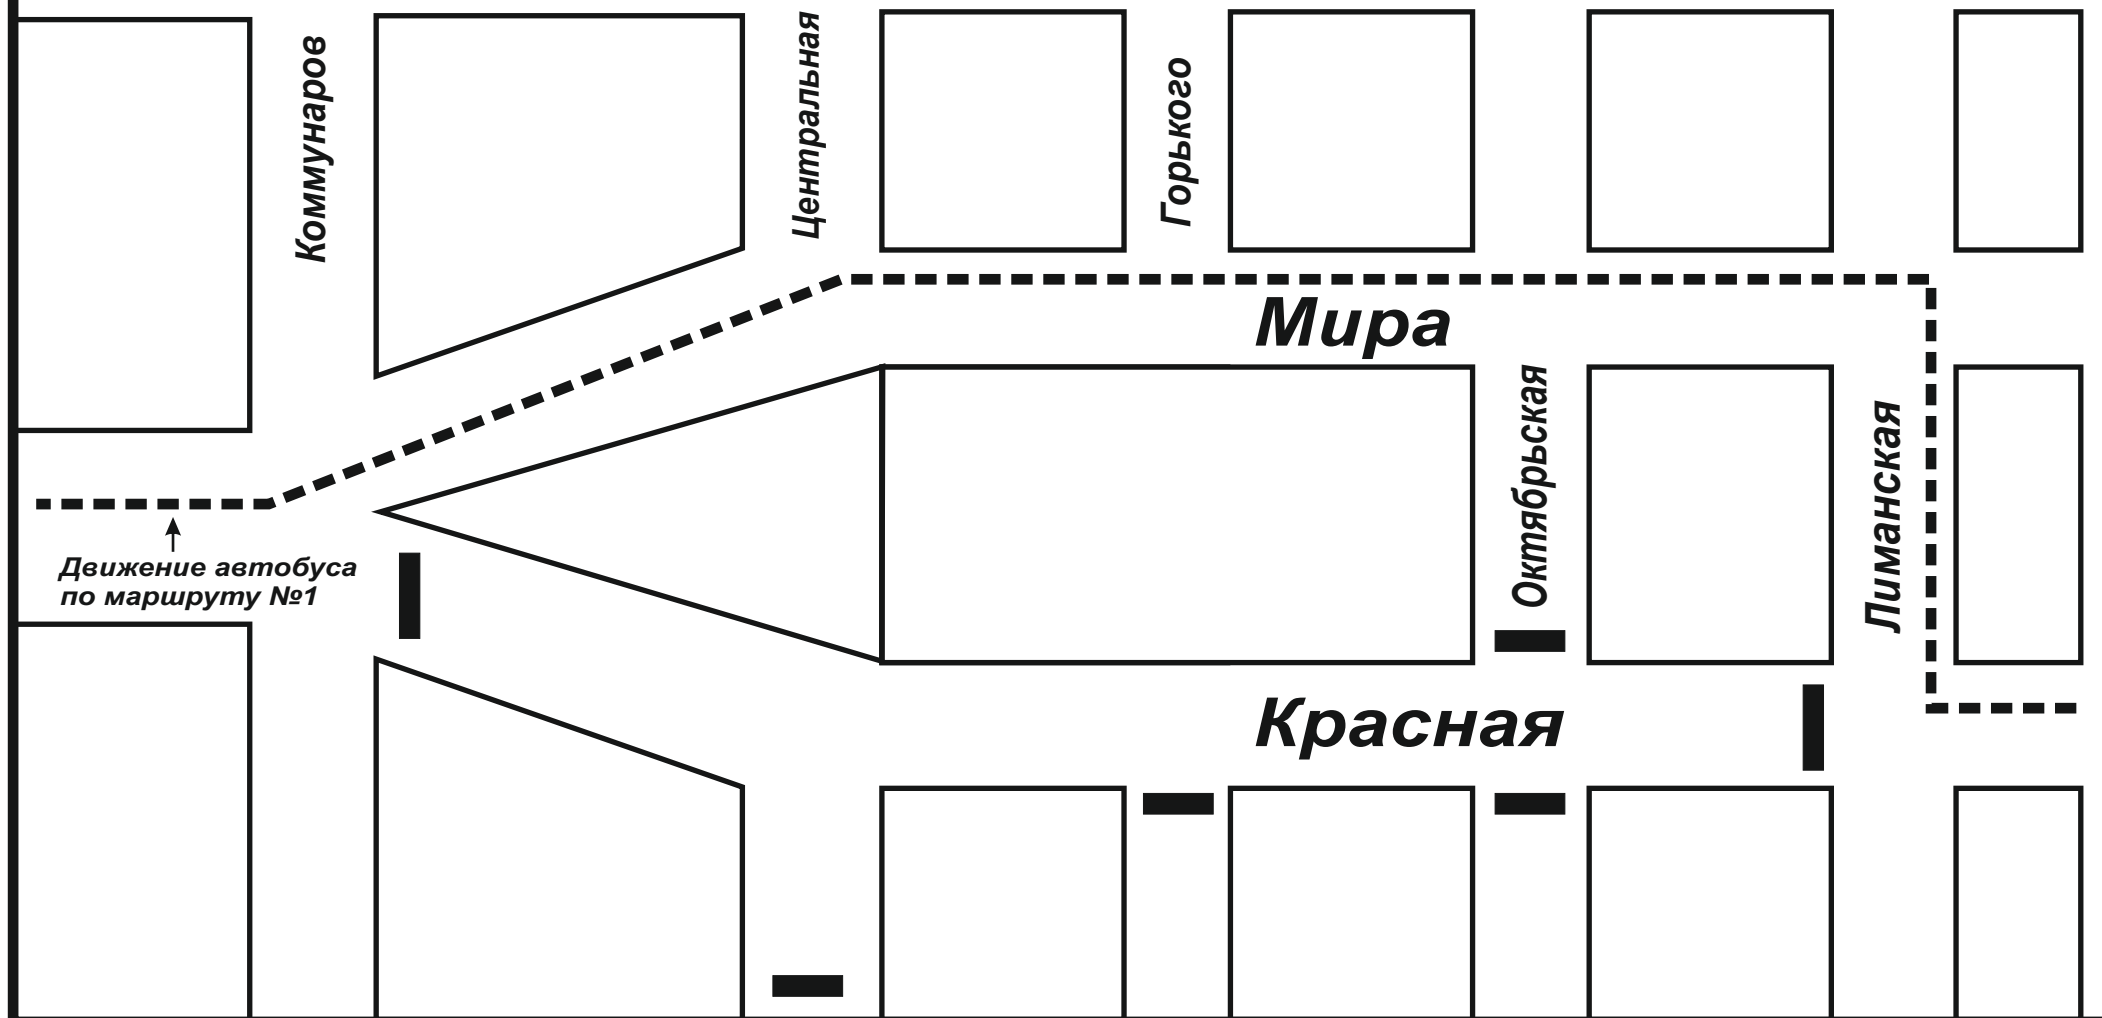 Коммунаров
Центральная
Горького
Мира
Октябрьская
Лиманская
Движение автобуса
по маршруту №1
Красная